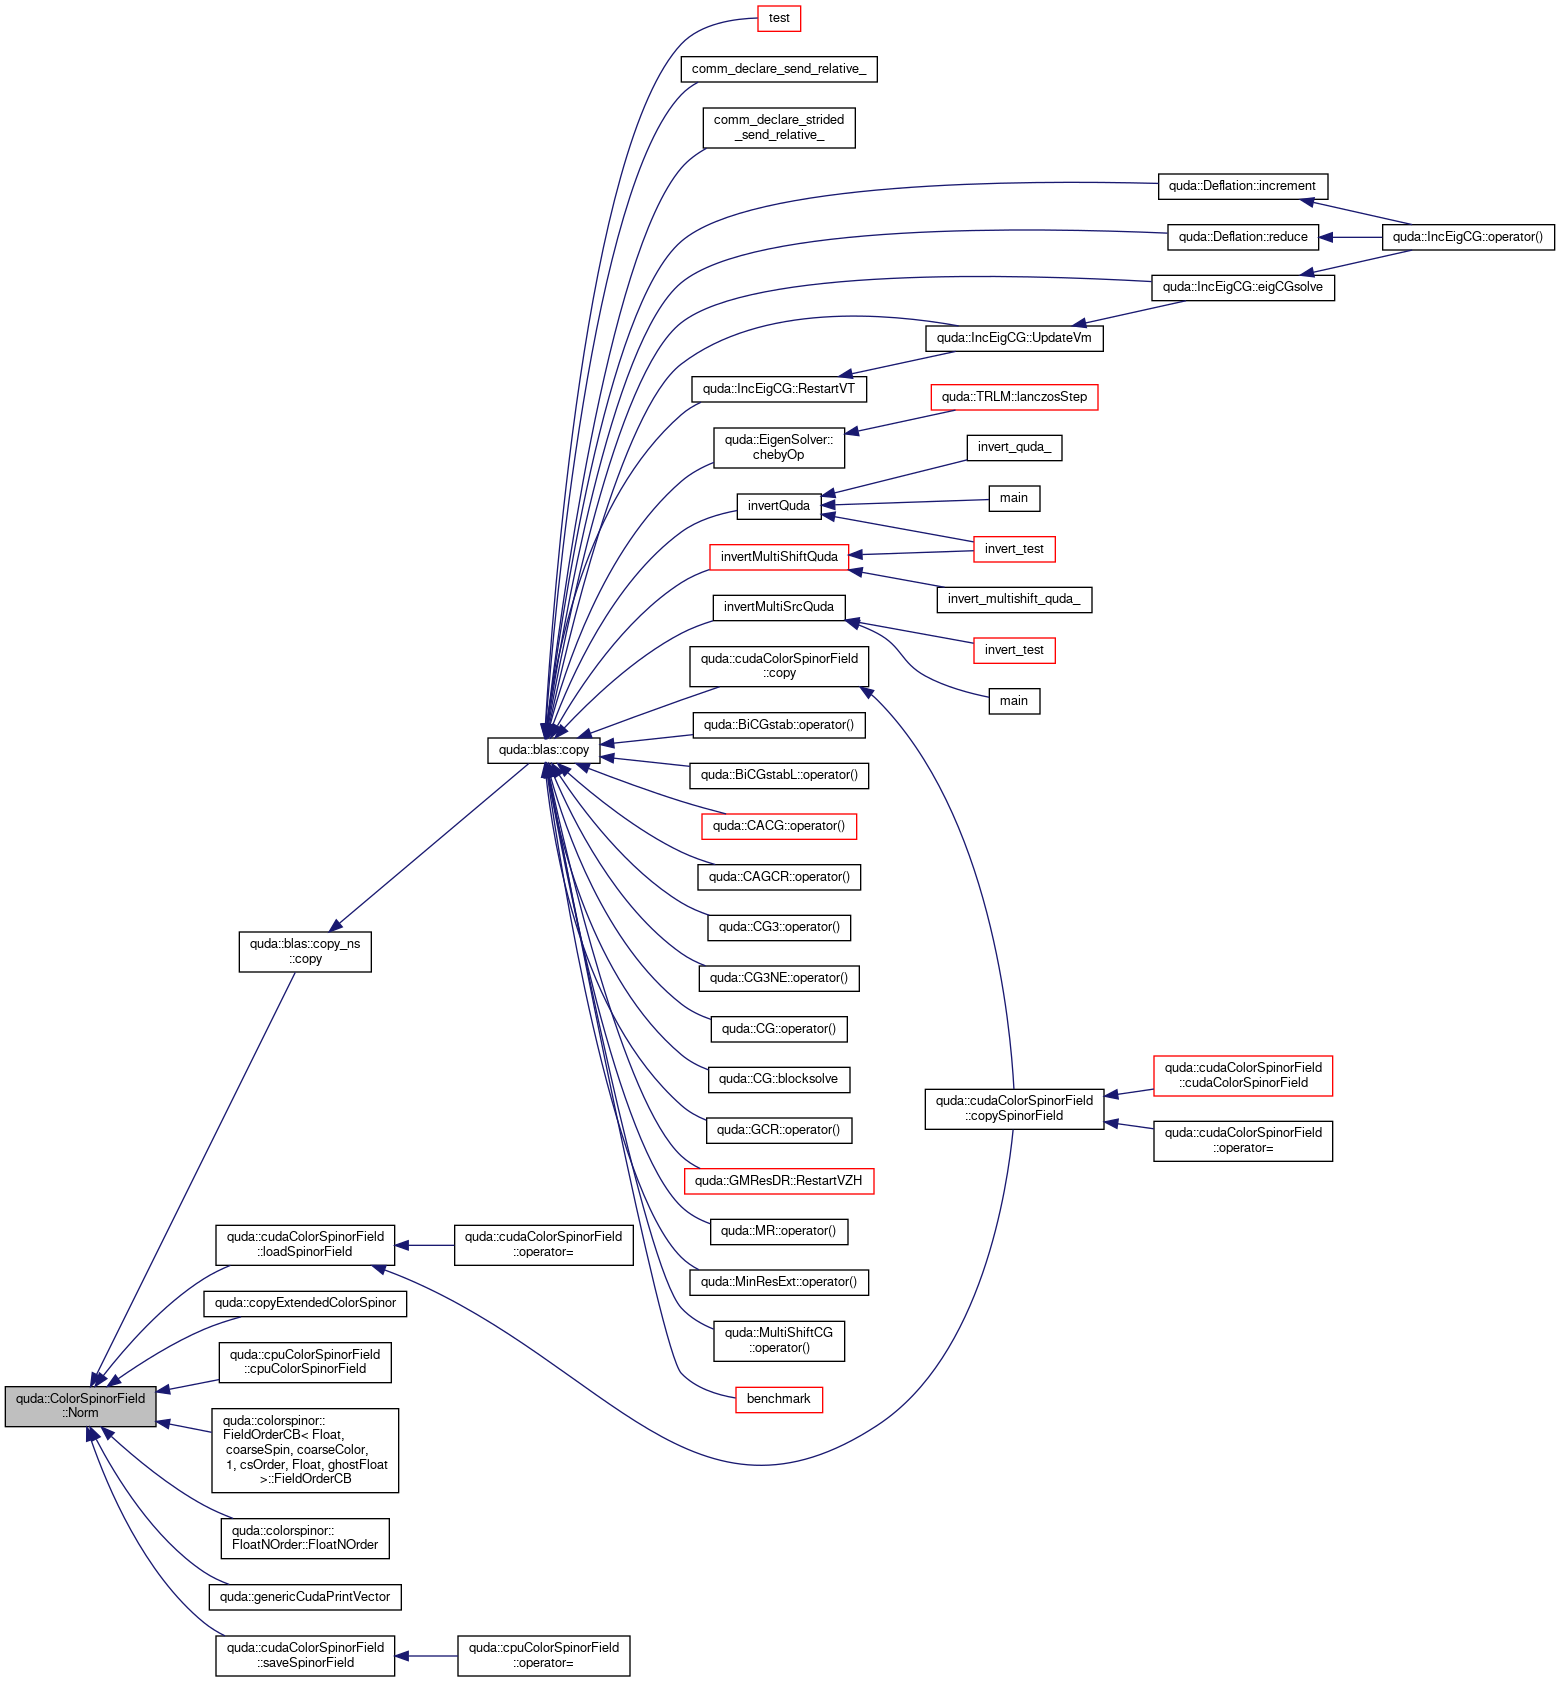 test
comm_declare_send_relative_
comm_declare_strided
_send_relative_
quda::Deflation::increment
quda::Deflation::reduce
quda::IncEigCG::operator()
quda::IncEigCG::eigCGsolve
quda::IncEigCG::UpdateVm
quda::IncEigCG::RestartVT
quda::TRLM::lanczosStep
quda::EigenSolver::
chebyOp
invert_quda_
invertQuda
main
invertMultiShiftQuda
invert_test
invert_multishift_quda_
invertMultiSrcQuda
invert_test
quda::cudaColorSpinorField
::copy
main
quda::BiCGstab::operator()
quda::blas::copy
quda::BiCGstabL::operator()
quda::CACG::operator()
quda::CAGCR::operator()
quda::CG3::operator()
quda::blas::copy_ns
::copy
quda::CG3NE::operator()
quda::CG::operator()
quda::CG::blocksolve
quda::cudaColorSpinorField
::cudaColorSpinorField
quda::cudaColorSpinorField
::copySpinorField
quda::GCR::operator()
quda::cudaColorSpinorField
::operator=
quda::GMResDR::RestartVZH
quda::MR::operator()
quda::cudaColorSpinorField
::loadSpinorField
quda::cudaColorSpinorField
::operator=
quda::MinResExt::operator()
quda::copyExtendedColorSpinor
quda::MultiShiftCG
::operator()
quda::cpuColorSpinorField
::cpuColorSpinorField
benchmark
quda::ColorSpinorField
::Norm
quda::colorspinor::
FieldOrderCB< Float,
coarseSpin, coarseColor,
1, csOrder, Float, ghostFloat
>::FieldOrderCB
quda::colorspinor::
FloatNOrder::FloatNOrder
quda::genericCudaPrintVector
quda::cudaColorSpinorField
::saveSpinorField
quda::cpuColorSpinorField
::operator=